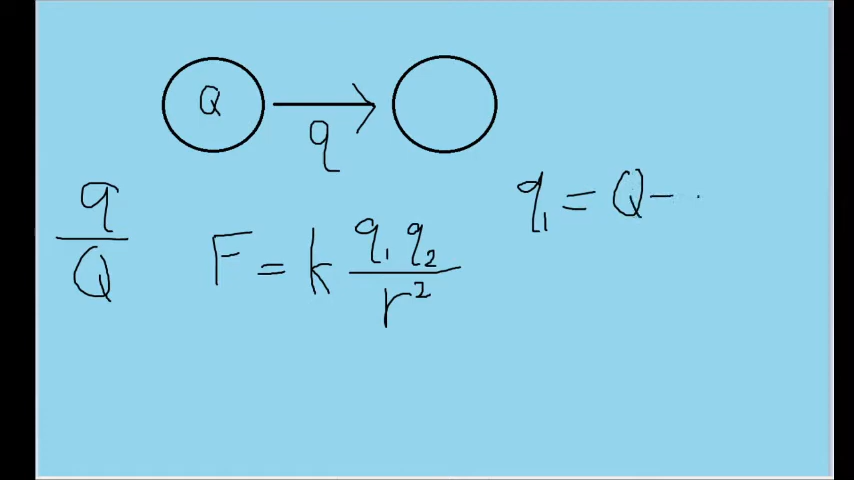 Q
q
q/Q
F = k q₁ q₂ / r²
q₁ = Q -